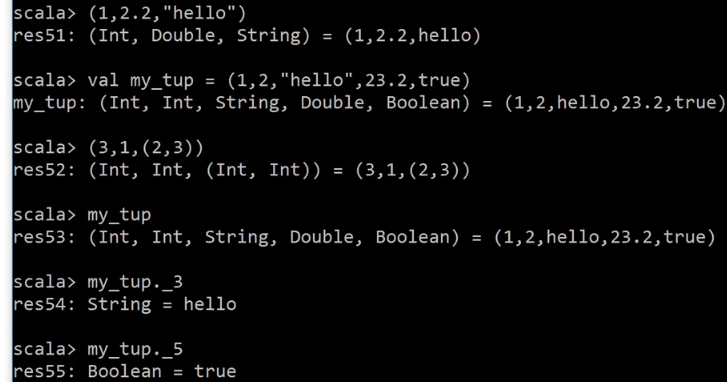 scala> (1,2.2,"hello")
res51: (Int, Double, String) = (1,2.2,hello)
scala> val my_tup = (1,2,"hello",23.2,true)
my_tup: (Int, Int, String, Double, Boolean) = (1,2,hello,23.2,true)
scala> (3,1,(2,3))
res52: (Int, Int, (Int, Int)) = (3,1,(2,3))
scala> my_tup
res53: (Int, Int, String, Double, Boolean) = (1,2,hello,23.2,true)
scala> my_tup._3
res54: String = hello
scala> my_tup._5
res55: Boolean = true